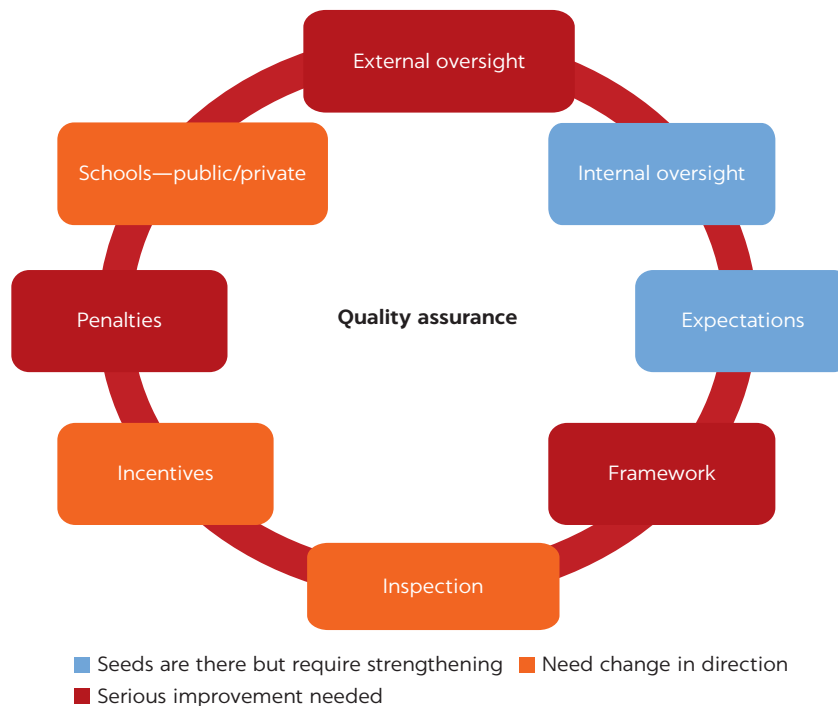 External oversight
Schools—public/private
Internal oversight
Penalties
Quality assurance
Expectations
Incentives
Framework
Inspection
Seeds are there but require strengthening
Need change in direction
Serious improvement needed